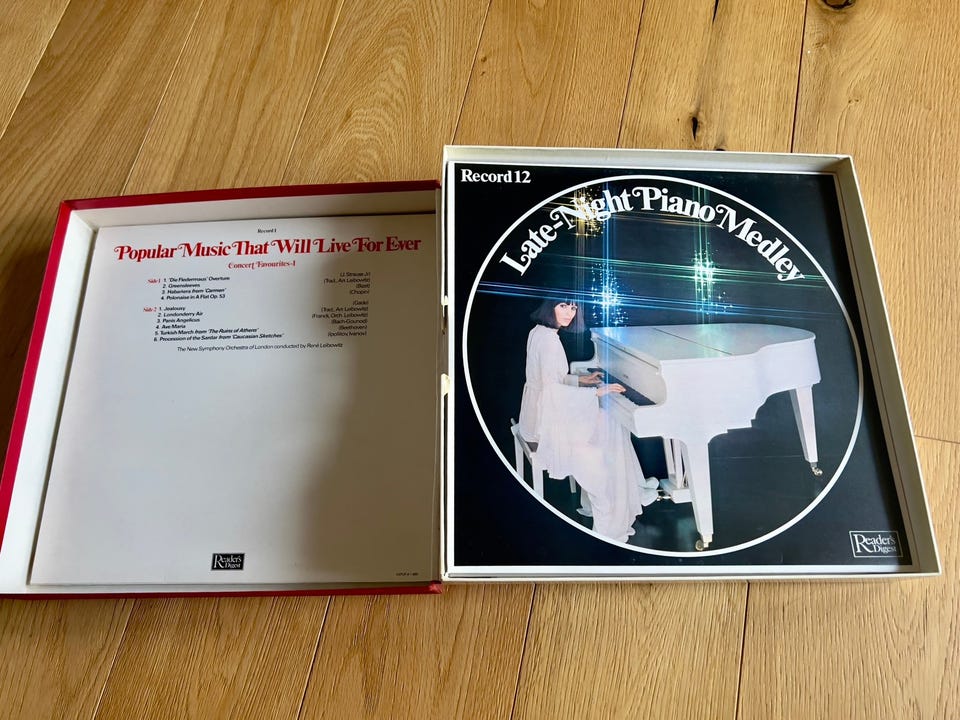 Record 1
Popular Music That Will Live For Ever
Concert Favourites-1
Side 1 1. 'Die Fledermaus' Overture (J. Strauss Jr)
2. Greensleeves (Trad., Arr. Leibowitz)
3. Habanera from 'Carmen' (Bizet)
4. Polonaise in A Flat Op. 53 (Chopin)
Side 2 1. Jealousy (Gade)
2. Londonderry Air (Trad., Arr. Leibowitz)
3. Panis Angelicus (Franck, Orch. Leibowitz)
4. Ave Maria (Bach-Gounod)
5. Turkish March from 'The Ruins of Athens' (Beethoven)
6. Procession of the Sardar from 'Caucasian Sketches' (Ippolitov, Ivanov)
The New Symphony Orchestra of London conducted by René Leibowitz
Reader's
Digest
Record 12
Late-Night Piano Medley
Reader's
Digest